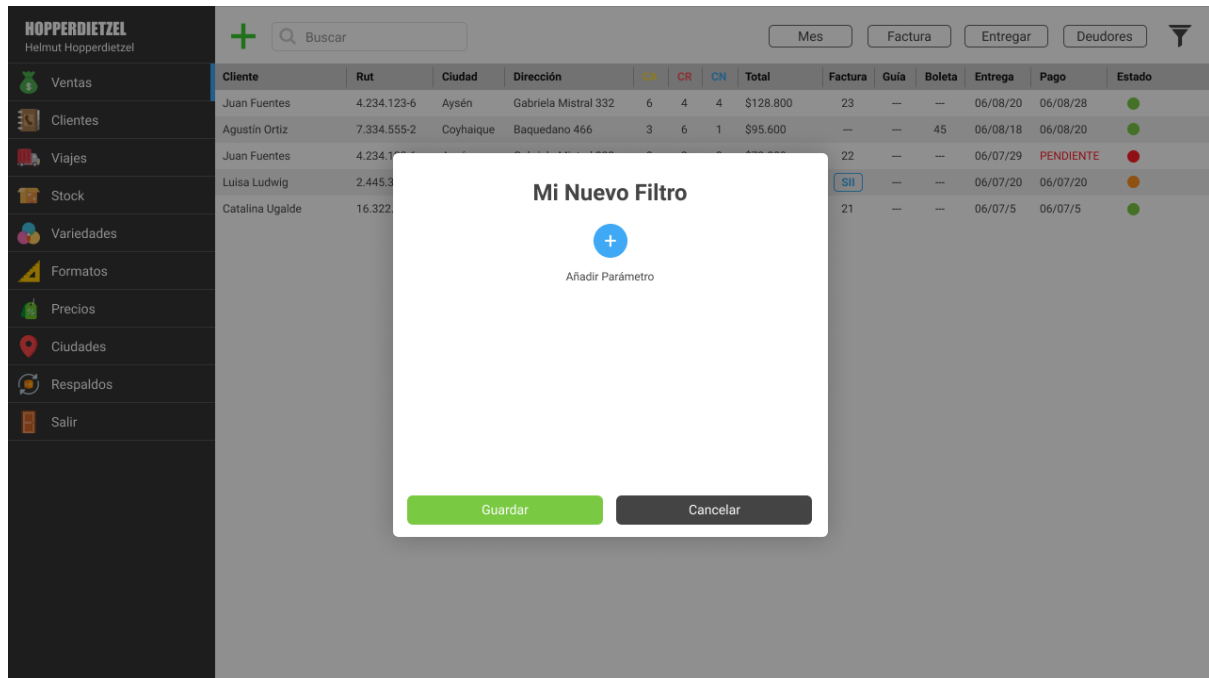 HOPPERDIETZEL
Helmut Hopperdietzel
Ventas
Clientes
Viajes
Stock
Variedades
Formatos
Precios
Ciudades
Respaldos
Salir
Buscar
Mes Factura Entregar Deudores
Cliente Rut Ciudad Dirección CR CN Total Factura Guía Boleta Entrega Pago Estado
Juan Fuentes 4.234.123-6 Aysén Gabriela Mistral 332 6 4 4 $128.800 23 --- --- 06/08/20 06/08/28
Agustín Ortiz 7.334.555-2 Coyhaique Baquedano 466 3 6 1 $95.600 --- --- 45 06/08/18 06/08/20
Juan Fuentes 22 --- --- 06/07/29 PENDIENTE
Luisa Ludwig 2.445.3 SII --- --- 06/07/20 06/07/20
Catalina Ugalde 16.322. 21 --- --- 06/07/5 06/07/5
Mi Nuevo Filtro
+
Añadir Parámetro
Guardar Cancelar